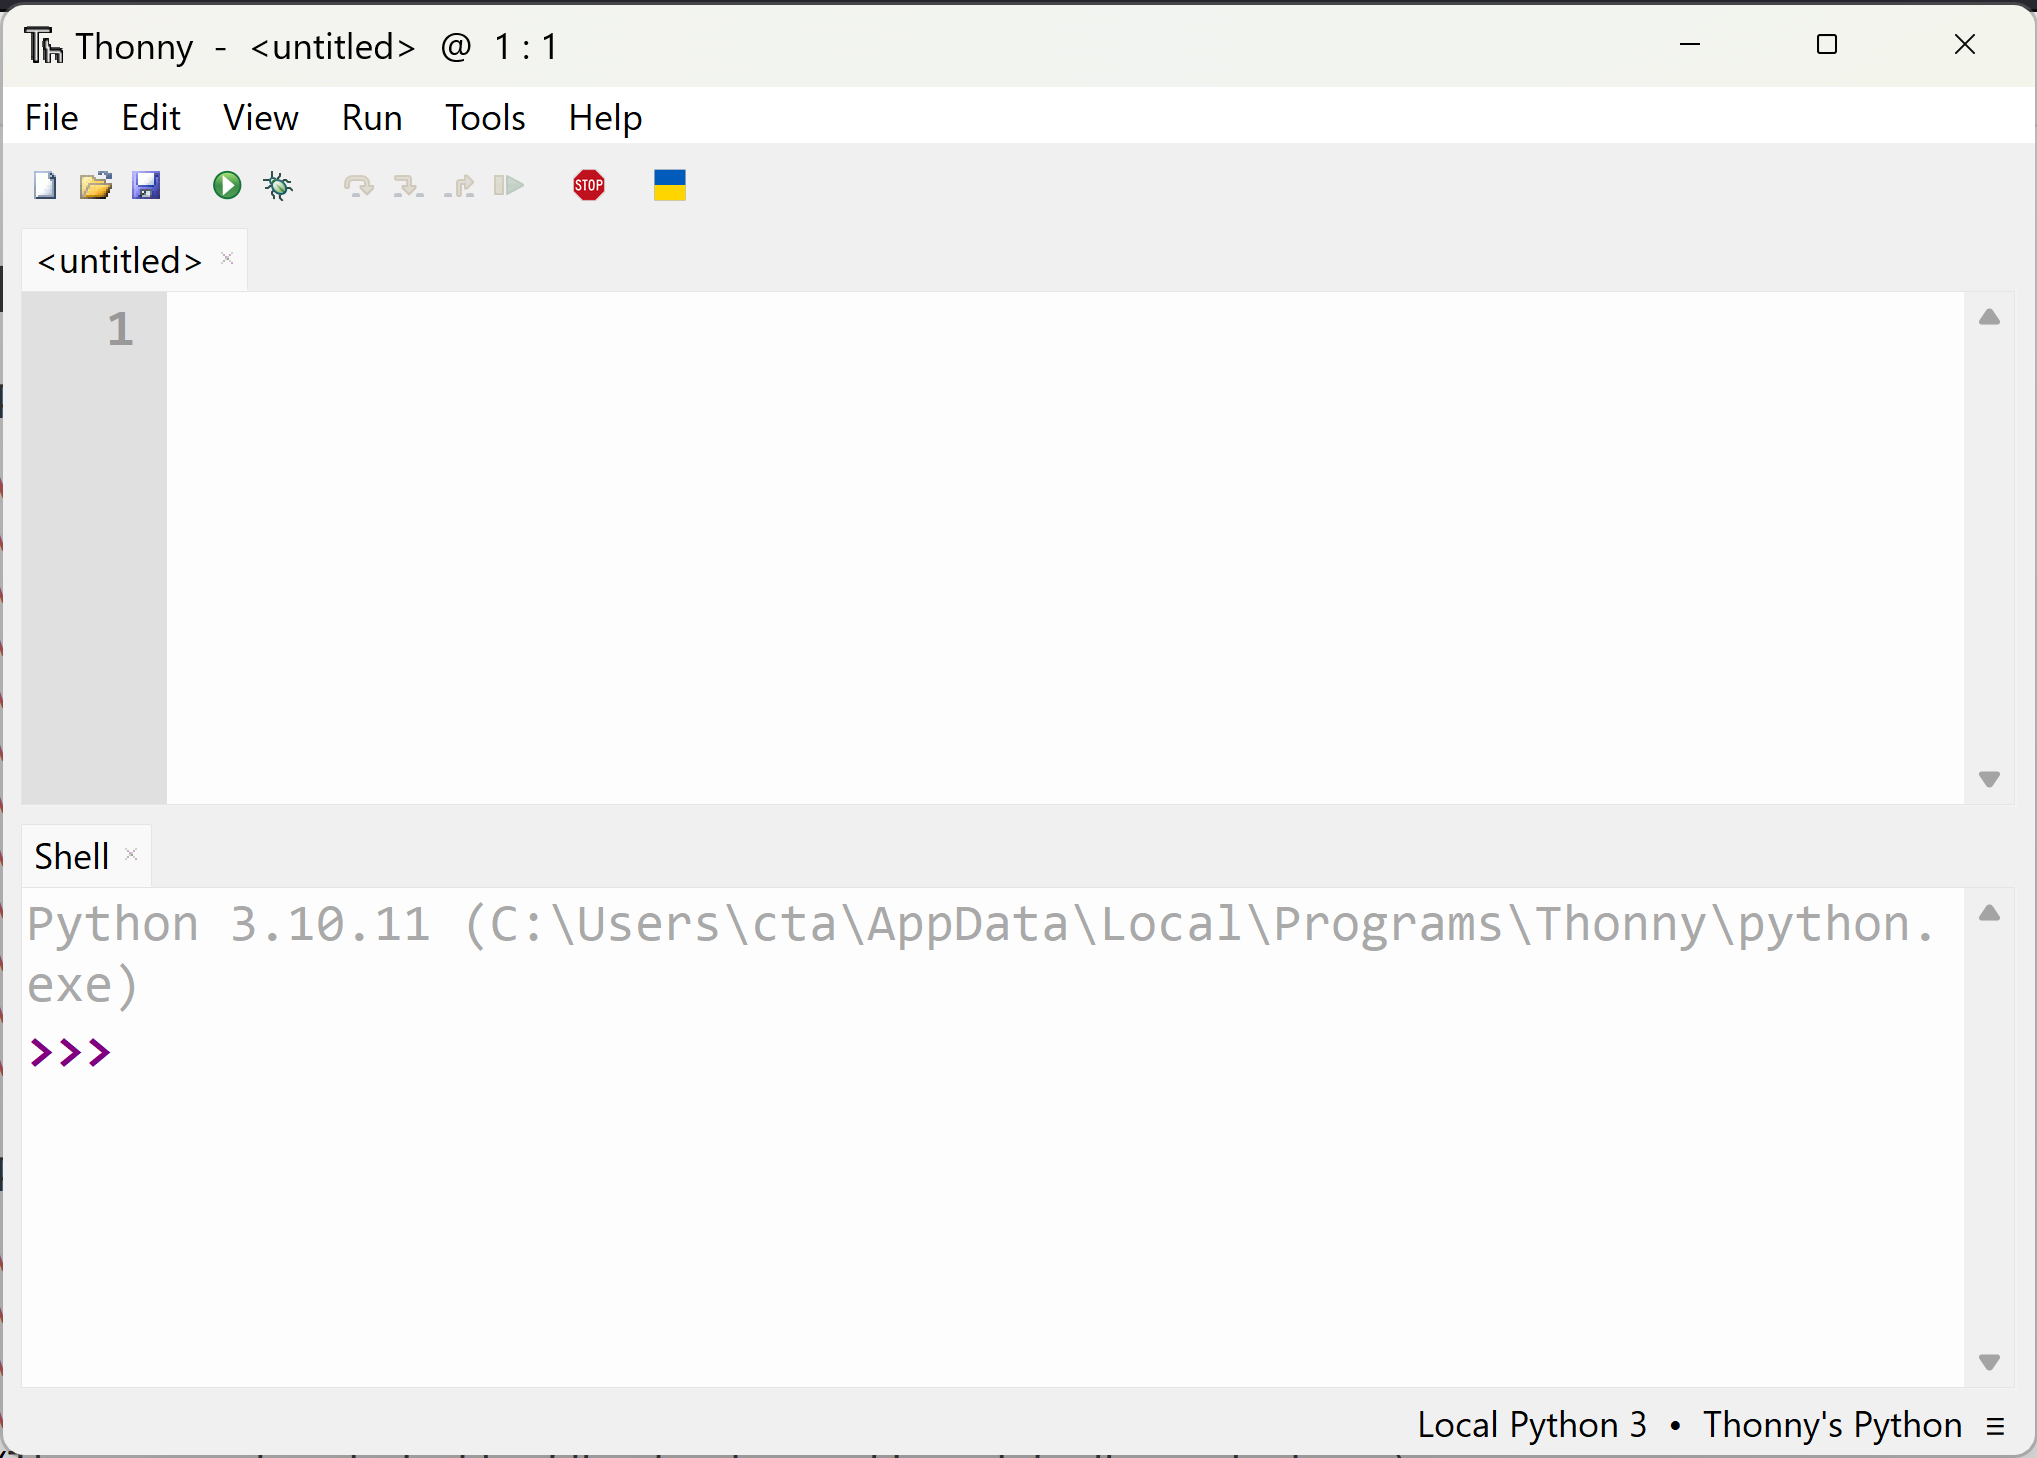 Thonny - <untitled> @ 1 : 1
File Edit View Run Tools Help
STOP
<untitled>
1
Shell
Python 3.10.11 (C:\Users\cta\AppData\Local\Programs\Thonny\python.
exe)
>>>
Local Python 3 • Thonny's Python ≡